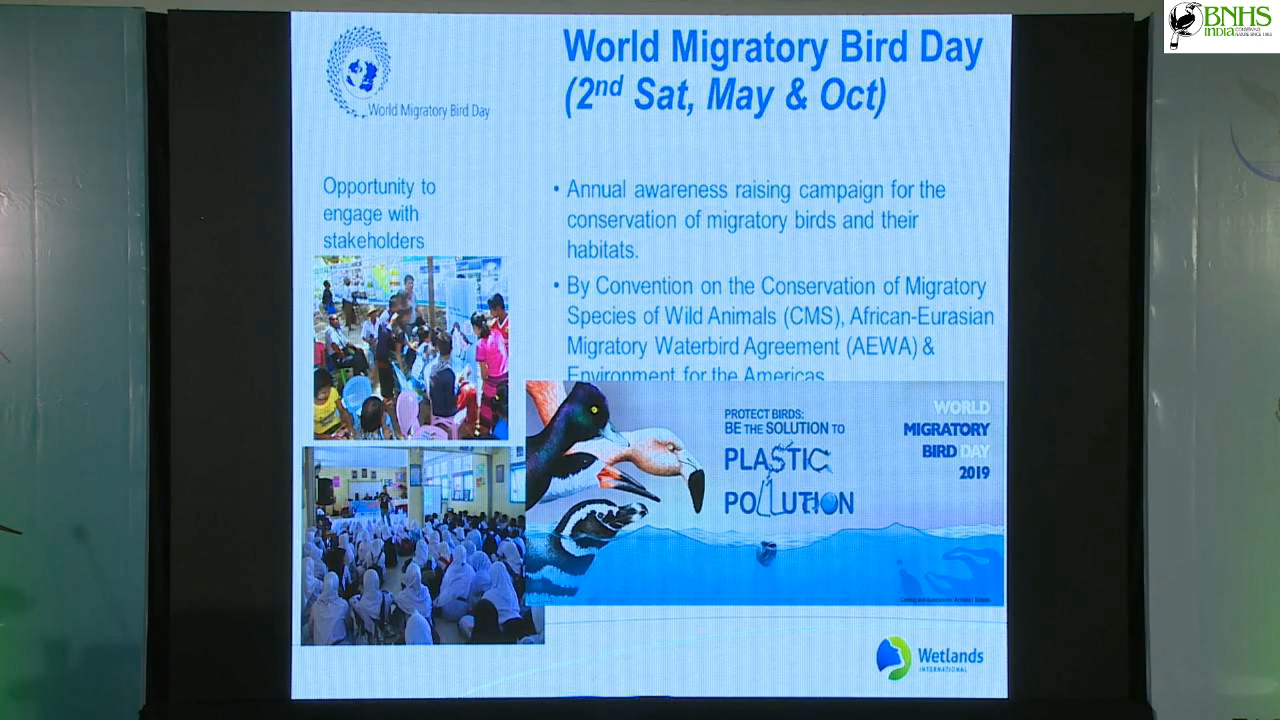 BNHS
INDIA
World Migratory Bird Day
(2nd Sat, May & Oct)
World Migratory Bird Day
Opportunity to
engage with
stakeholders
• Annual awareness raising campaign for the
conservation of migratory birds and their
habitats.
• By Convention on the Conservation of Migratory
Species of Wild Animals (CMS), African-Eurasian
Migratory Waterbird Agreement (AEWA) &
Environment for the Americas
PROTECT BIRDS:
BE THE SOLUTION TO
PLASTIC
POLLUTION
WORLD
MIGRATORY
BIRD DAY
2019
Wetlands
INTERNATIONAL